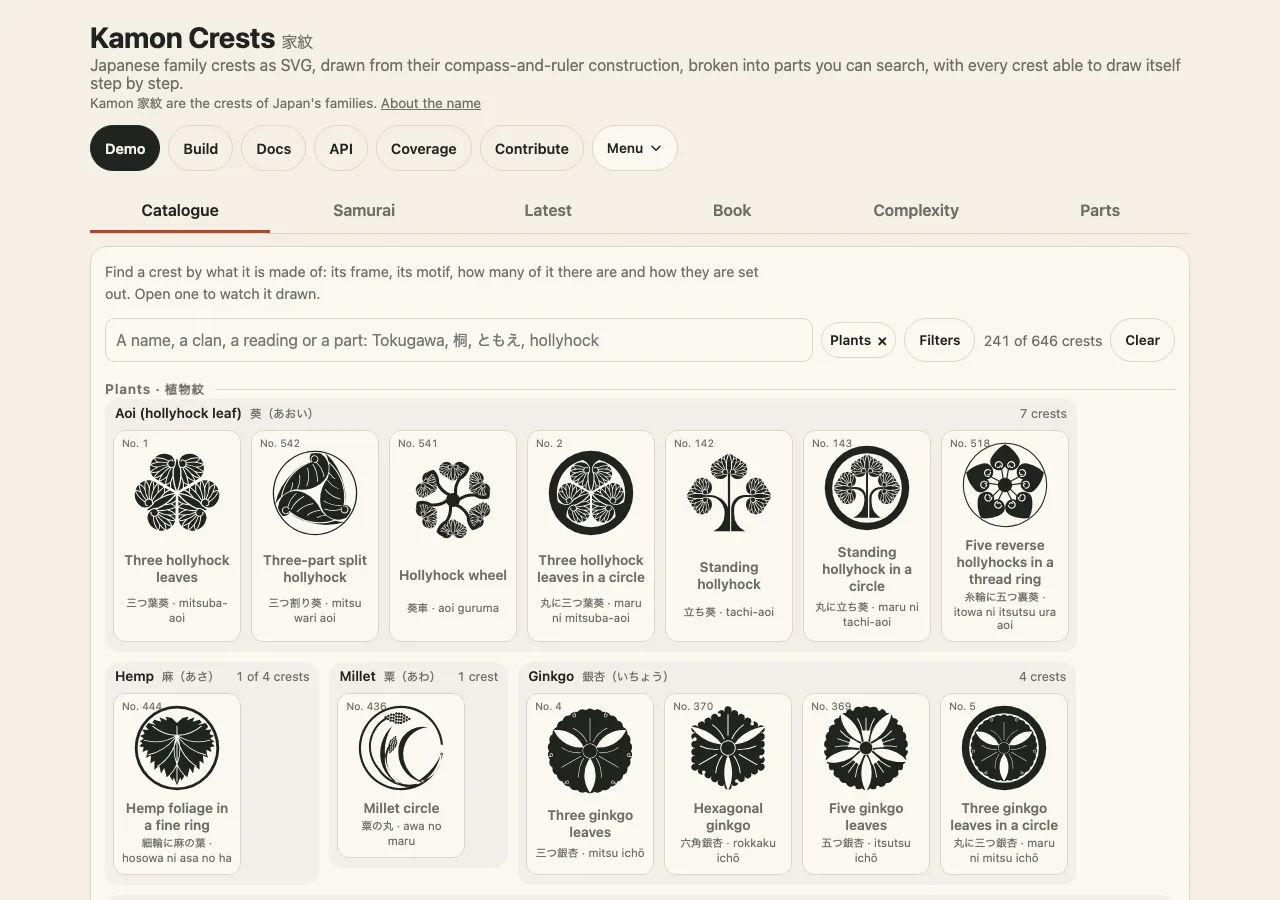 Kamon Crests 家紋
Japanese family crests as SVG, drawn from their compass-and-ruler construction, broken into parts you can search, with every crest able to draw itself
step by step.
Kamon 家紋 are the crests of Japan's families. About the name
Demo Build Docs API Coverage Contribute Menu
Catalogue Samurai Latest Book Complexity Parts
Find a crest by what it is made of: its frame, its motif, how many of it there are and how they are set
out. Open one to watch it drawn.
A name, a clan, a reading or a part: Tokugawa, 桐, ともえ, hollyhock
Plants × Filters 241 of 646 crests Clear
Plants · 植物紋
Aoi (hollyhock leaf) 葵（あおい） 7 crests
No. 1
Three hollyhock
leaves
三つ葉葵 · mitsuba-
aoi
No. 542
Three-part split
hollyhock
三つ割り葵 · mitsu
wari aoi
No. 541
Hollyhock wheel
葵車 · aoi guruma
No. 2
Three hollyhock
leaves in a circle
丸に三つ葉葵 · maru
ni mitsuba-aoi
No. 142
Standing
hollyhock
立ち葵 · tachi-aoi
No. 143
Standing
hollyhock in a
circle
丸に立ち葵 · maru ni
tachi-aoi
No. 518
Five reverse
hollyhocks in a
thread ring
糸輪に五つ裏葵 ·
itowa ni itsutsu ura
aoi
Hemp 麻（あさ） 1 of 4 crests
No. 444
Hemp foliage in
a fine ring
細輪に麻の葉 ·
hosowa ni asa no ha
Millet 粟（あわ） 1 crest
No. 436
Millet circle
粟の丸 · awa no
maru
Ginkgo 銀杏（いちょう） 4 crests
No. 4
Three ginkgo
leaves
三つ銀杏 · mitsu ichō
No. 370
Hexagonal
ginkgo
六角銀杏 · rokkaku
ichō
No. 369
Five ginkgo
leaves
五つ銀杏 · itsutsu
ichō
No. 5
Three ginkgo
leaves in a circle
丸に三つ銀杏 · maru
ni mitsu ichō